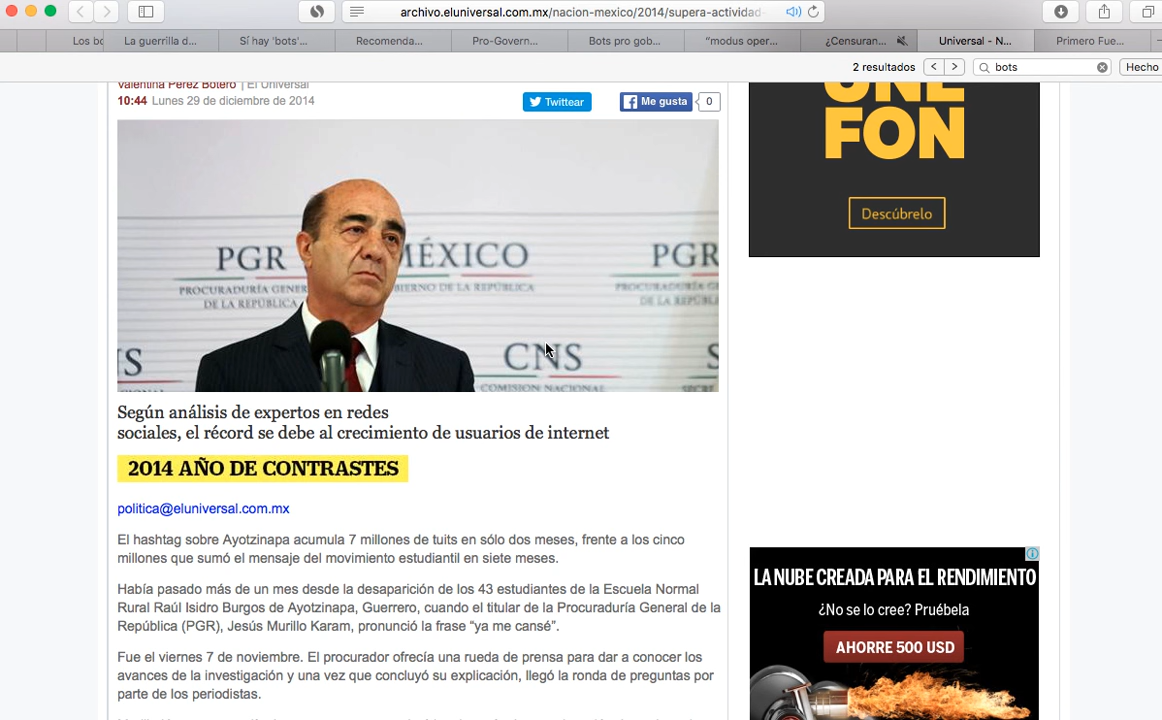 archivo.eluniversal.com.mx/nacion-mexico/2014/supera-actividad-
Los bo
La guerrilla d...
Sí hay 'bots'...
Recomenda...
Pro-Govern...
Bots pro gob...
“modus oper...
¿Censuran...
Universal - N...
Primero Fue...
2 resultados
bots
Hecho
Valentina Pérez Botero | El Universal
10:44 Lunes 29 de diciembre de 2014
Twittear
Me gusta
0
UNE
FON
Descúbrelo
PGR
MÉXICO
PGR
PROCURADURÍA GENER
BIERNO DE LA REPÚBLICA
DE LA REPÚBLICA
CNS
COMISIÓN NACIONAL
Según análisis de expertos en redes
sociales, el récord se debe al crecimiento de usuarios de internet
2014 AÑO DE CONTRASTES
politica@eluniversal.com.mx
El hashtag sobre Ayotzinapa acumula 7 millones de tuits en sólo dos meses, frente a los cinco
millones que sumó el mensaje del movimiento estudiantil en siete meses.
Había pasado más de un mes desde la desaparición de los 43 estudiantes de la Escuela Normal
Rural Raúl Isidro Burgos de Ayotzinapa, Guerrero, cuando el titular de la Procuraduría General de la
República (PGR), Jesús Murillo Karam, pronunció la frase “ya me cansé”.
Fue el viernes 7 de noviembre. El procurador ofrecía una rueda de prensa para dar a conocer los
avances de la investigación y una vez que concluyó su explicación, llegó la ronda de preguntas por
parte de los periodistas.
LA NUBE CREADA PARA EL RENDIMIENTO
¿No se lo cree? Pruébela
AHORRE 500 USD